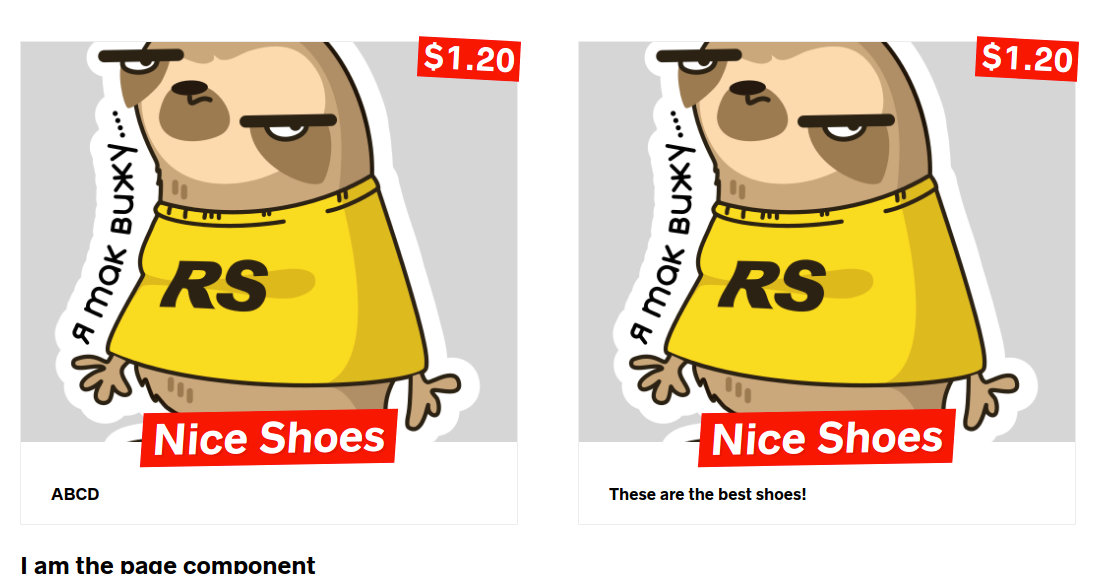 $1.20
я так вижу...
RS
Nice Shoes
ABCD
$1.20
я так вижу...
RS
Nice Shoes
These are the best shoes!
I am the page component